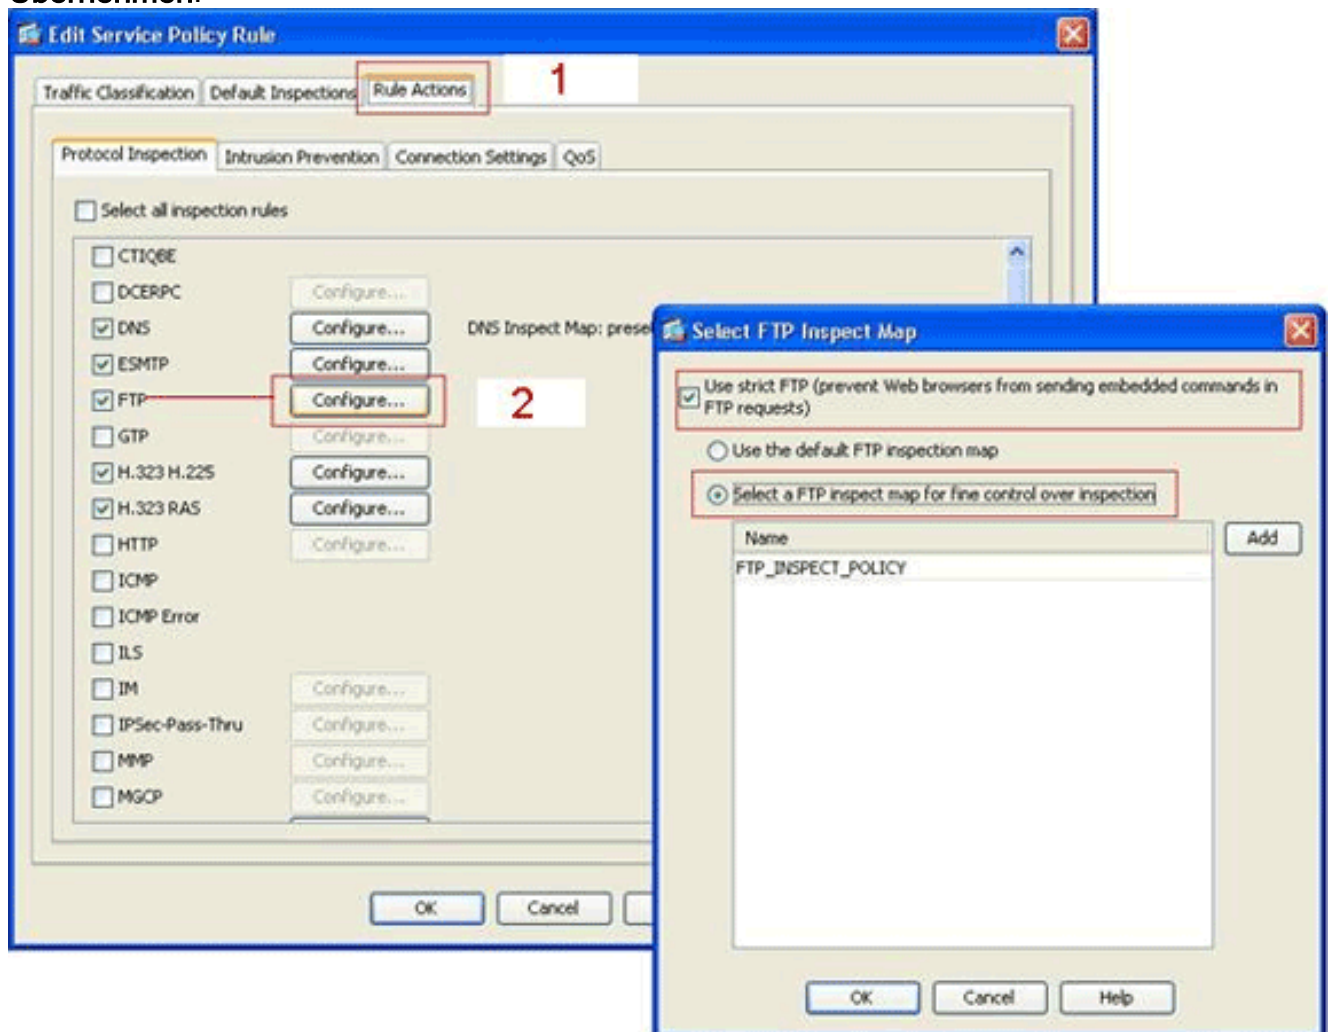 Übernehmen.
Edit Service Policy Rule
Traffic Classification Default Inspections Rule Actions 1
Protocol Inspection Intrusion Prevention Connection Settings QoS
Select all inspection rules
CTIQBE
DCERPC Configure...
DNS Configure... DNS Inspect Map: prese
ESMTP Configure...
FTP Configure... 2
GTP Configure...
H.323 H.225 Configure...
H.323 RAS Configure...
HTTP Configure...
ICMP
ICMP Error
ILS
IM Configure...
IPSec-Pass-Thru Configure...
MMP Configure...
MGCP Configure...
OK Cancel
Select FTP Inspect Map
Use strict FTP (prevent Web browsers from sending embedded commands in
FTP requests)
Use the default FTP inspection map
Select a FTP inspect map for fine control over inspection
Name Add
FTP_INSPECT_POLICY
OK Cancel Help